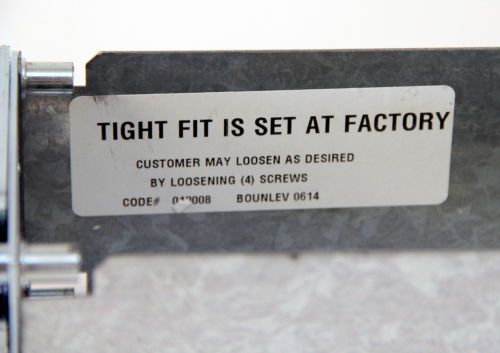 TIGHT FIT IS SET AT FACTORY
CUSTOMER MAY LOOSEN AS DESIRED
BY LOOSENING (4) SCREWS
CODE# BOUNLEV 0614